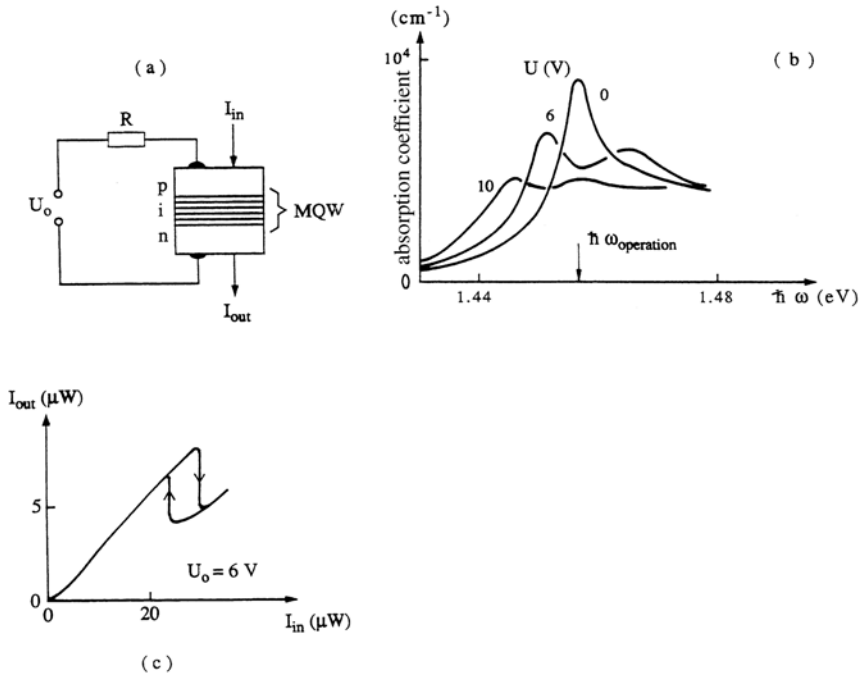 ( a )
R
I_in
p
i
n
MQW
U_o
I_out
(cm⁻¹)
( b )
10⁴
U (V)
0
6
10
absorption coefficient
ħ ω_operation
0
1.44
1.48
ħ ω (eV)
I_out (μW)
5
U_o = 6 V
0
0
20
I_in (μW)
( c )